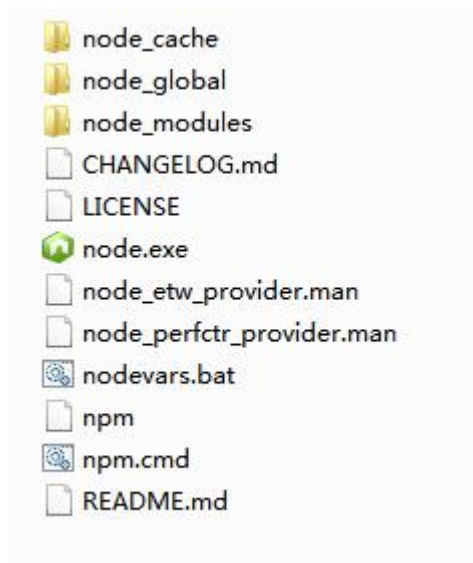 node_cache
node_global
node_modules
CHANGELOG.md
LICENSE
node.exe
node_etw_provider.man
node_perfctr_provider.man
nodevars.bat
npm
npm.cmd
README.md